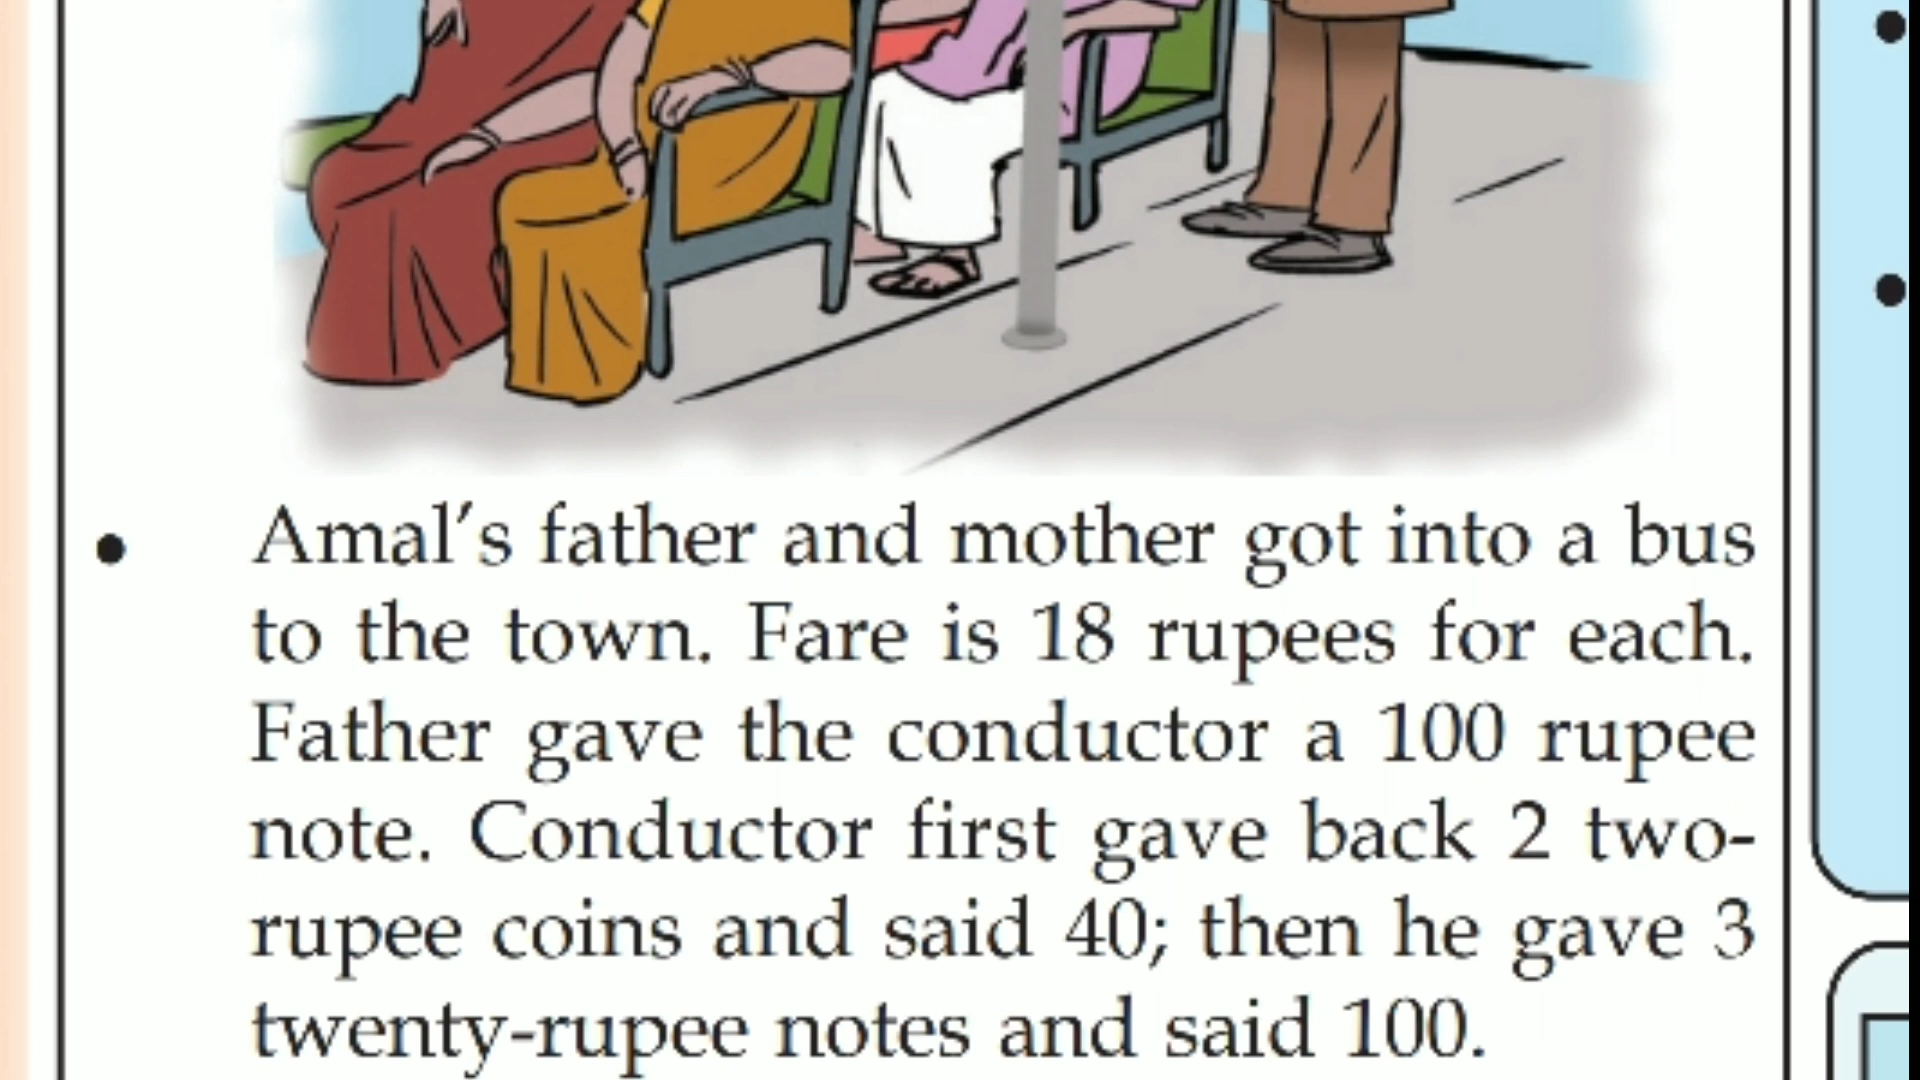 • Amal’s father and mother got into a bus
to the town. Fare is 18 rupees for each.
Father gave the conductor a 100 rupee
note. Conductor first gave back 2 two-
rupee coins and said 40; then he gave 3
twenty-rupee notes and said 100.